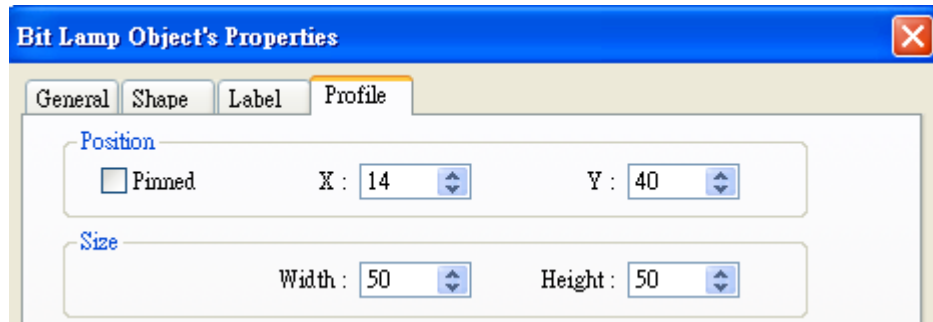 Bit Lamp Object's Properties
General Shape Label Profile
Position
Pinned X : 14 Y : 40
Size
Width : 50 Height : 50